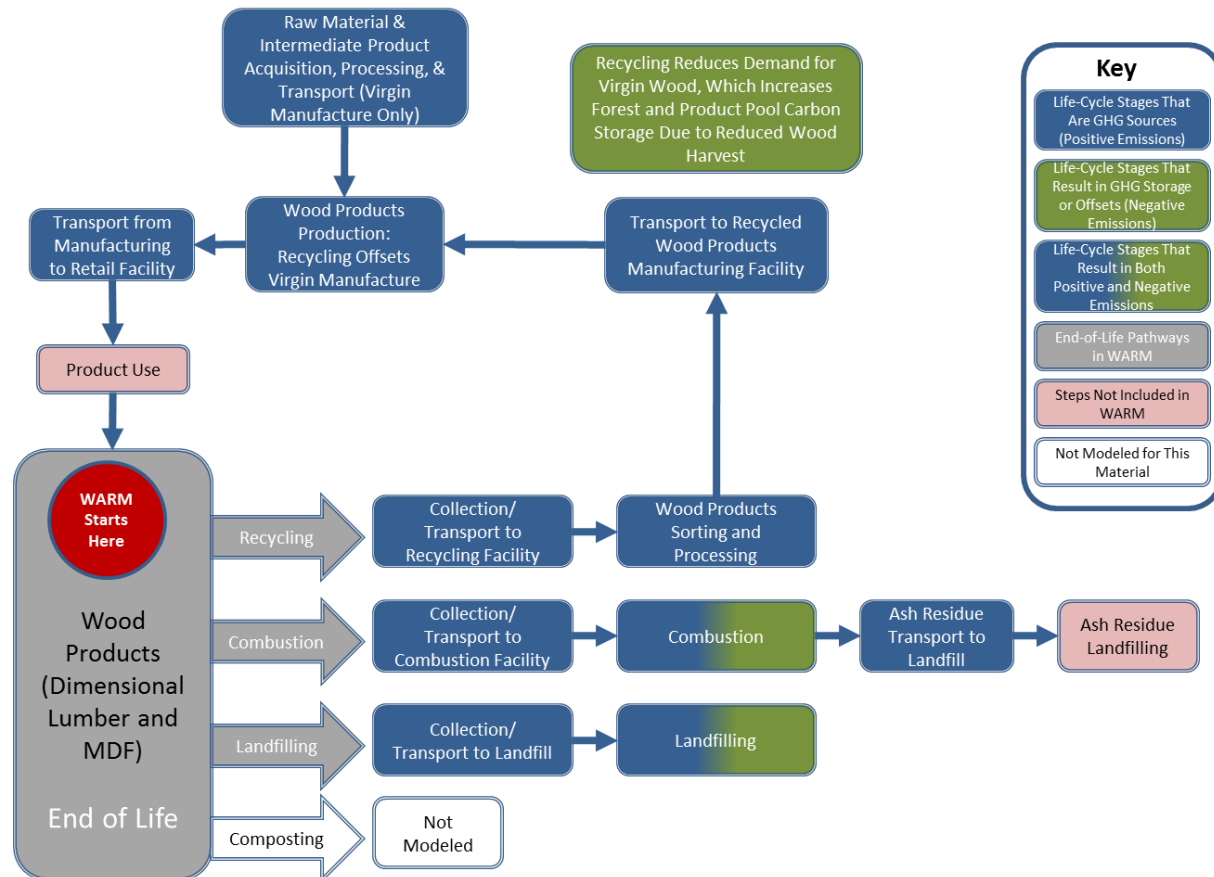 Raw Material &
Intermediate Product
Acquisition, Processing, &
Transport (Virgin
Manufacture Only)
Recycling Reduces Demand for
Virgin Wood, Which Increases
Forest and Product Pool Carbon
Storage Due to Reduced Wood
Harvest
Key
Life-Cycle Stages That
Are GHG Sources
(Positive Emissions)
Life-Cycle Stages That
Result in GHG Storage
or Offsets (Negative
Emissions)
Life-Cycle Stages That
Result in Both
Positive and Negative
Emissions
End-of-Life Pathways
in WARM
Steps Not Included in
WARM
Not Modeled for This
Material
Transport from
Manufacturing
to Retail Facility
Wood Products
Production:
Recycling Offsets
Virgin Manufacture
Transport to Recycled
Wood Products
Manufacturing Facility
Product Use
WARM
Starts
Here
Wood
Products
(Dimensional
Lumber and
MDF)
End of Life
Recycling
Collection/
Transport to
Recycling Facility
Wood Products
Sorting and
Processing
Combustion
Collection/
Transport to
Combustion Facility
Combustion
Ash Residue
Transport to
Landfill
Ash Residue
Landfilling
Landfilling
Collection/
Transport to Landfill
Landfilling
Composting
Not
Modeled